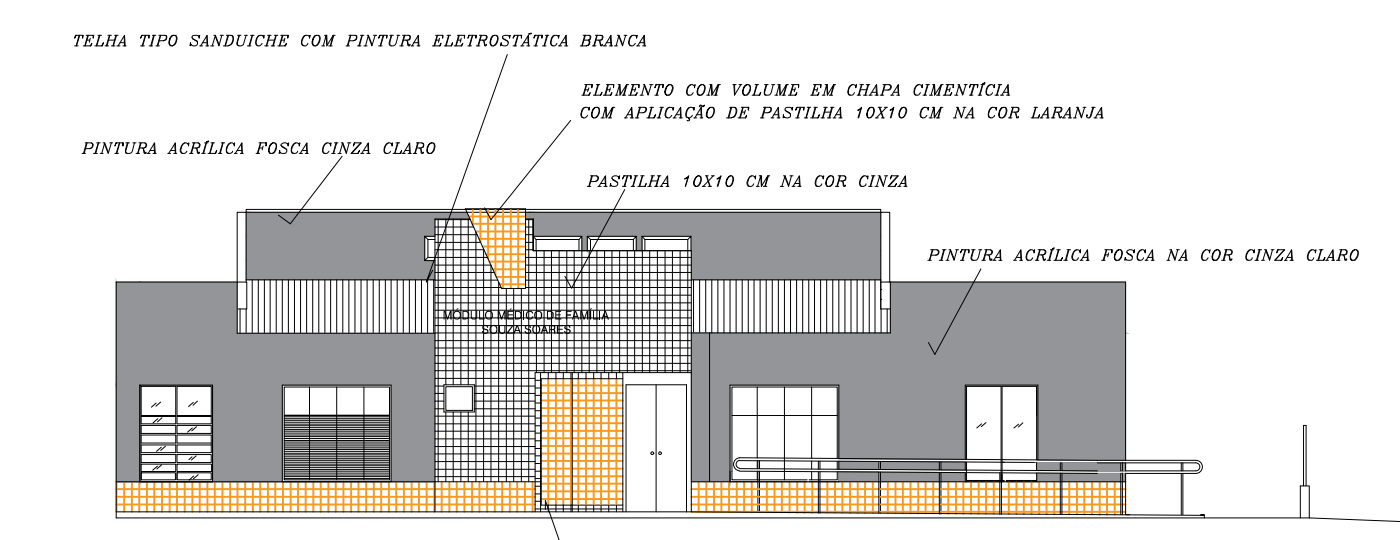 TELHA TIPO SANDUICHE COM PINTURA ELETROSTÁTICA BRANCA
ELEMENTO COM VOLUME EM CHAPA CIMENTÍCIA
COM APLICAÇÃO DE PASTILHA 10X10 CM NA COR LARANJA
PINTURA ACRÍLICA FOSCA CINZA CLARO
PASTILHA 10X10 CM NA COR CINZA
PINTURA ACRÍLICA FOSCA NA COR CINZA CLARO
MÓDULO MÉDICO DE FAMÍLIA
SOUZA SOARES